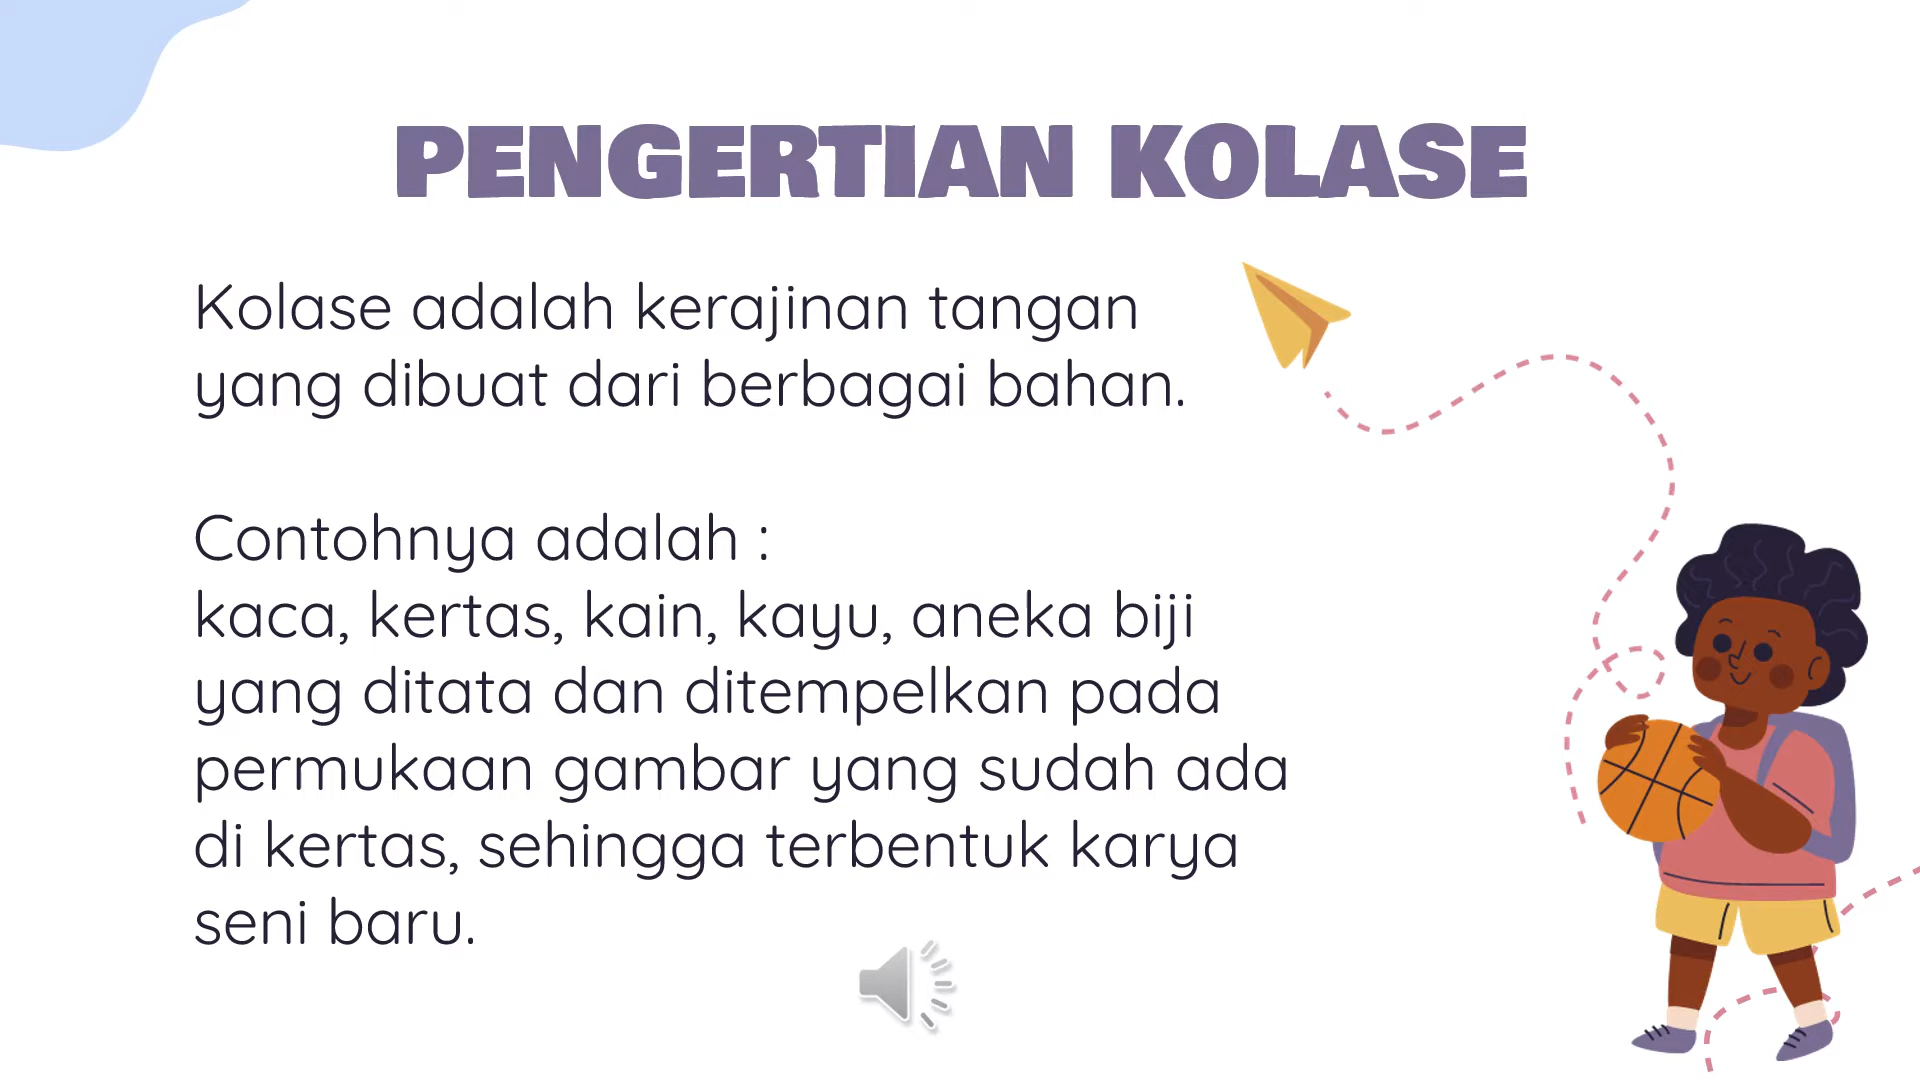 PENGERTIAN KOLASE
Kolase adalah kerajinan tangan
yang dibuat dari berbagai bahan.
Contohnya adalah :
kaca, kertas, kain, kayu, aneka biji
yang ditata dan ditempelkan pada
permukaan gambar yang sudah ada
di kertas, sehingga terbentuk karya
seni baru.